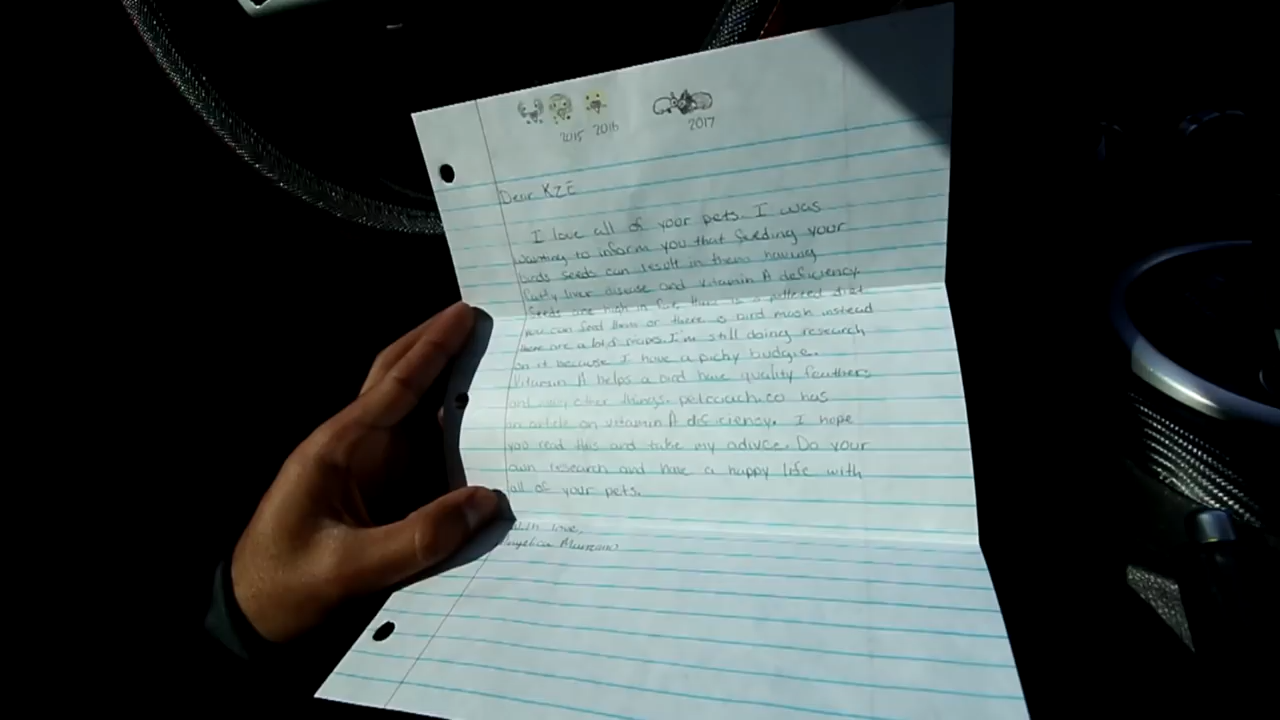 2015 2016 2017
Dear KZE
I love all of your pets. I was
wanting to inform you that feeding your
birds seeds can result in them having
fatty liver disease and vitamin A deficiency.
Seeds are high in fat. there is a pelleted diet
you can feed them or there is bird mash instead
there are a lot of I'm still doing research
on it because I have a picky budgie.
Vitamin A helps a bird have quality feathers
and other things. petcoach.co has
an article on vitamin A I hope
you read this and take my Do your
own research and have a happy life with
all of your pets.
With love,